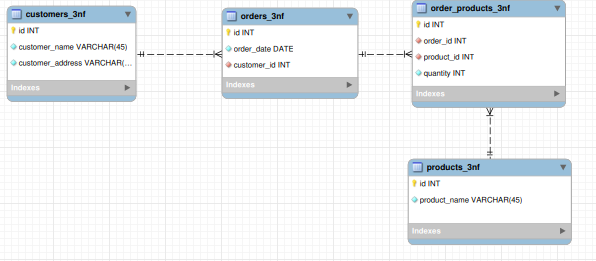 customers_3nf
id INT
customer_name VARCHAR(45)
customer_address VARCHAR(...
Indexes
orders_3nf
id INT
order_date DATE
customer_id INT
Indexes
order_products_3nf
id INT
order_id INT
product_id INT
quantity INT
Indexes
products_3nf
id INT
product_name VARCHAR(45)
Indexes